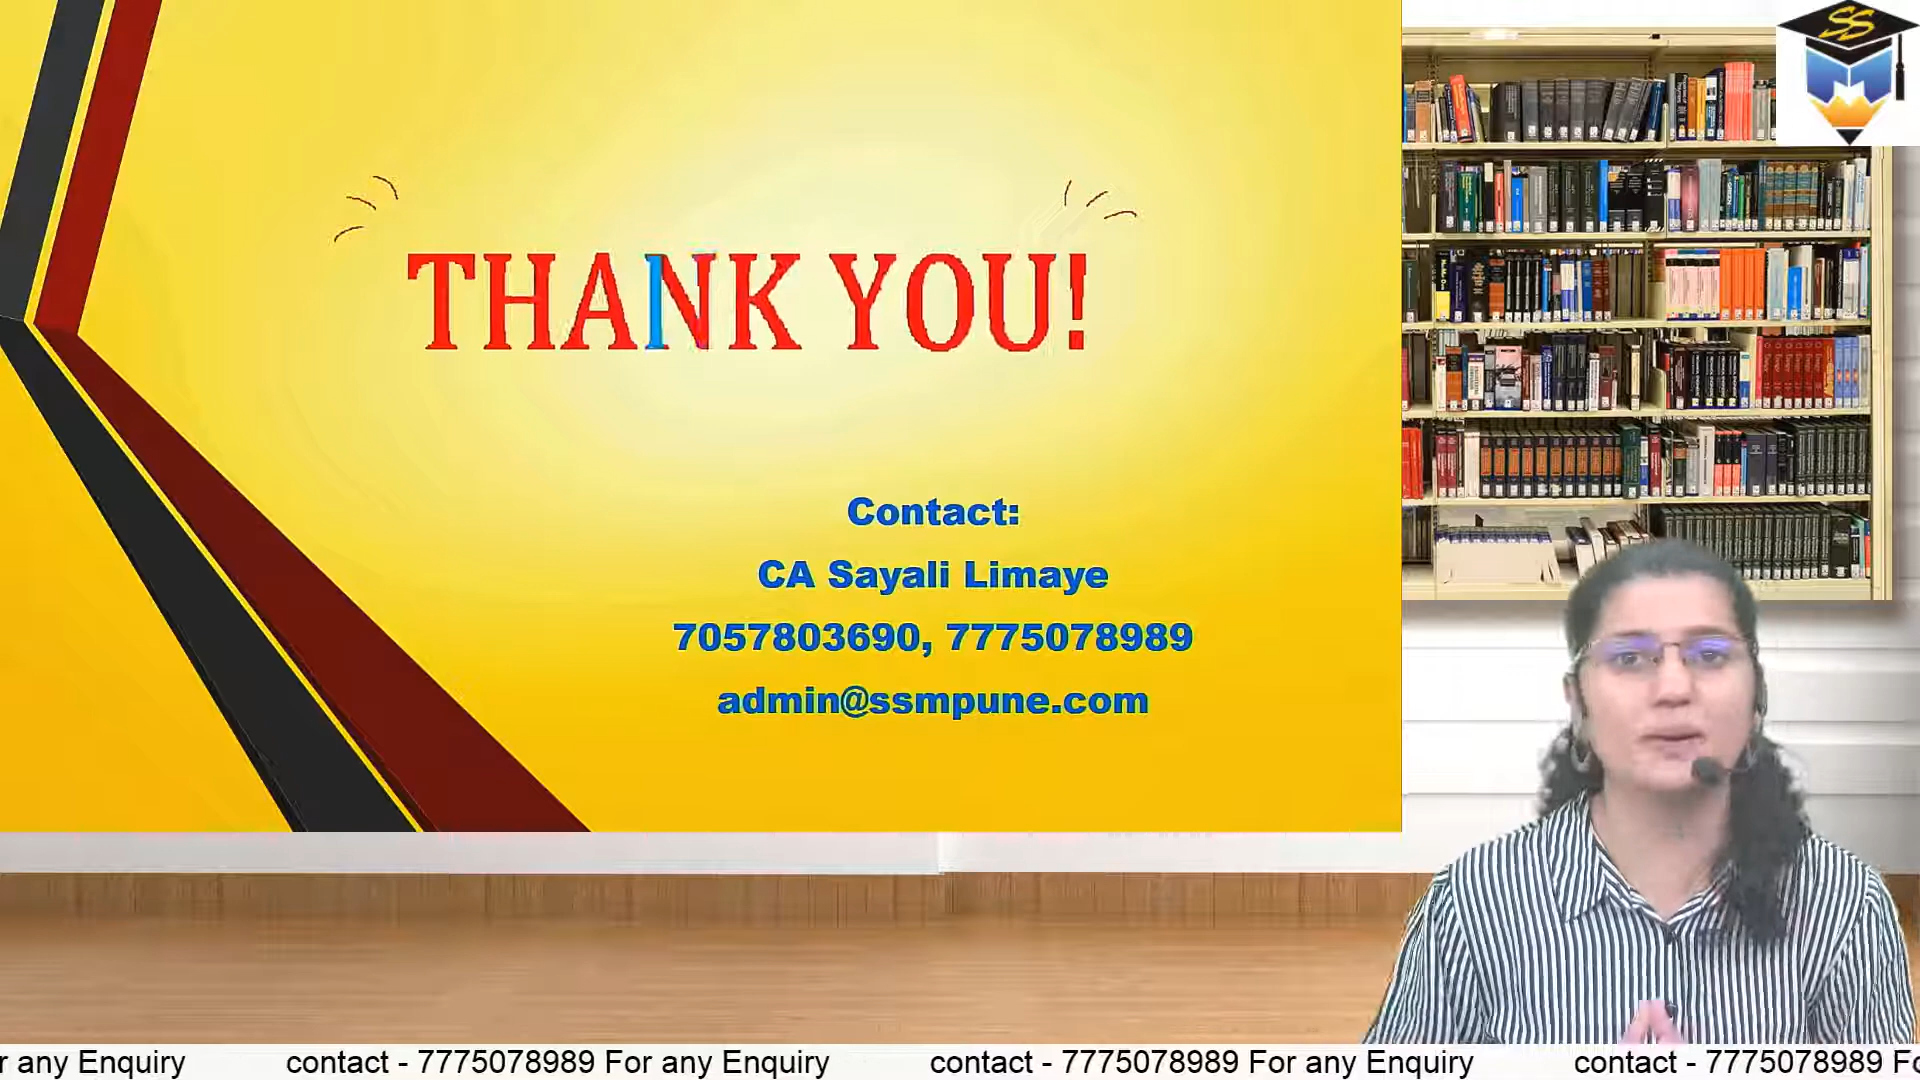 SS
THANK YOU!
Contact:
CA Sayali Limaye
7057803690, 7775078989
admin@ssmpune.com
r any Enquiry contact - 7775078989 For any Enquiry contact - 7775078989 For any Enquiry contact - 7775078989 Fo